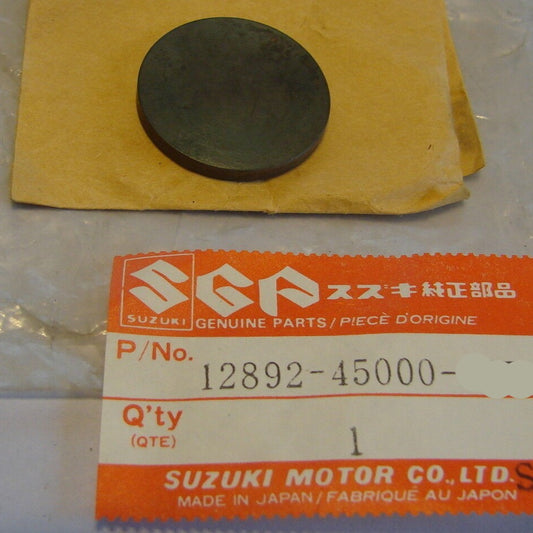 SGP スズキ純正部品
SUZUKI GENUINE PARTS/PIECÈ D'ORIGINE
P/No. 12892-45000-
Q'ty
(QTE) 1
SUZUKI MOTOR CO.,LTD. S
MADE IN JAPAN/FABRIQUÉ AU JAPON